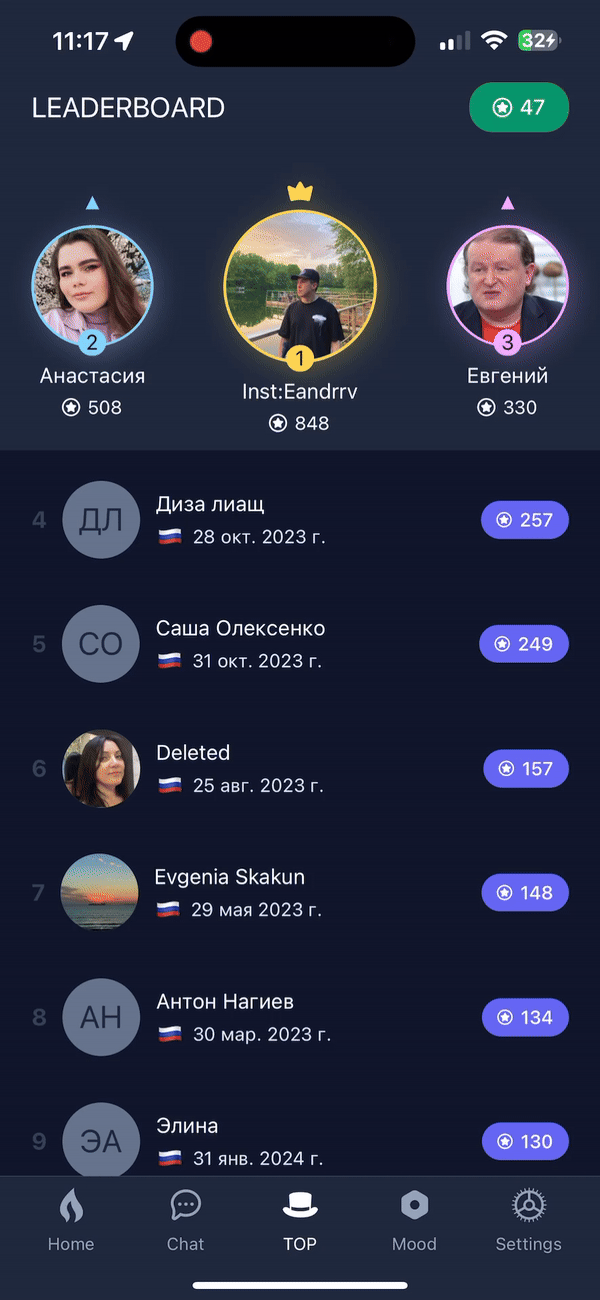 11:17
32
LEADERBOARD
47
2
1
3
Анастасия
Inst:Eandrrv
Евгений
508
848
330
4
ДЛ
Диза лиащ
28 окт. 2023 г.
257
5
СО
Саша Олексенко
31 окт. 2023 г.
249
6
Deleted
25 авг. 2023 г.
157
7
Evgenia Skakun
29 мая 2023 г.
148
8
АН
Антон Нагиев
30 мар. 2023 г.
134
9
ЭА
Элина
31 янв. 2024 г.
130
Home
Chat
TOP
Mood
Settings